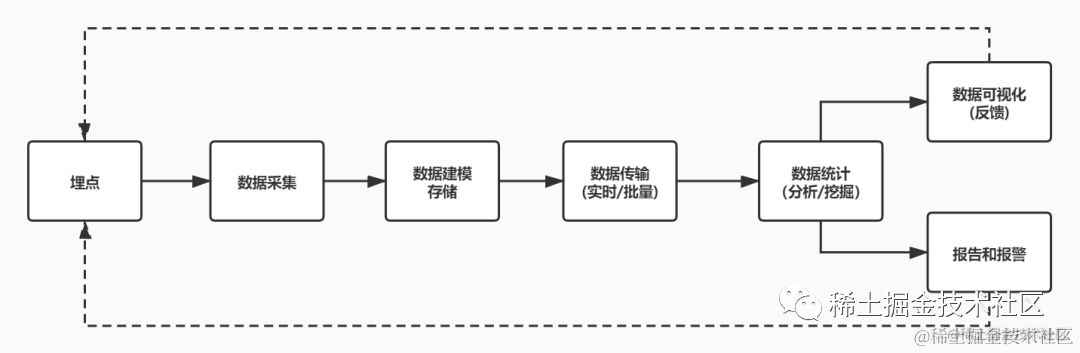 埋点
数据采集
数据建模
存储
数据传输
(实时/批量)
数据统计
(分析/挖掘)
数据可视化
(反馈)
报告和报警
稀土掘金技术社区
@稀土掘金技术社区